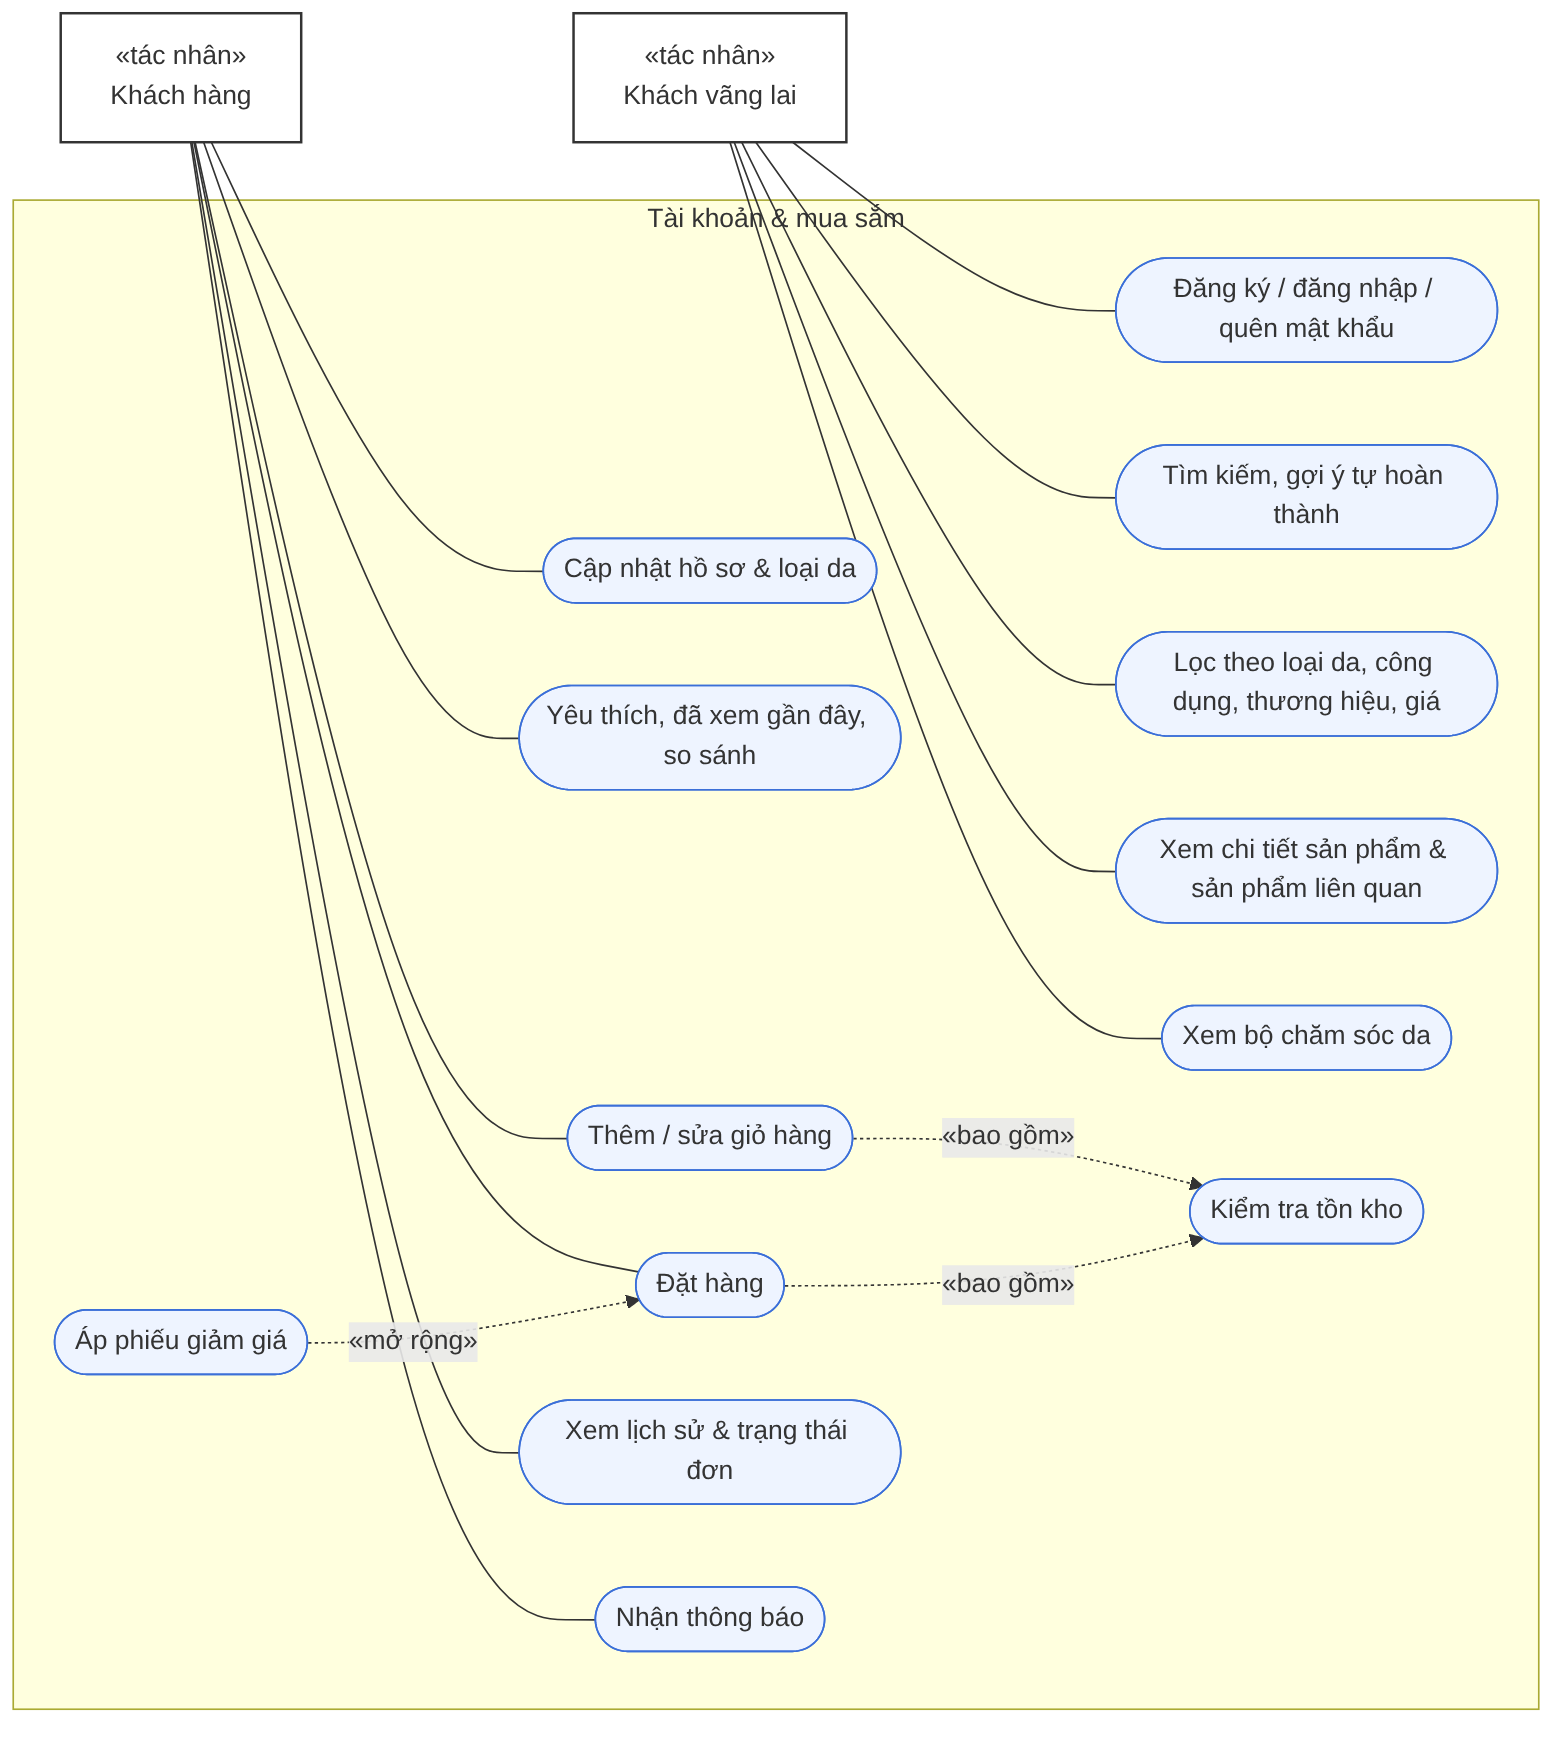 «tác nhân»
Khách hàng
«tác nhân»
Khách vãng lai
Tài khoản & mua sắm
Đăng ký / đăng nhập /
quên mật khẩu
Tìm kiếm, gợi ý tự hoàn
thành
Cập nhật hồ sơ & loại da
Lọc theo loại da, công
dụng, thương hiệu, giá
Yêu thích, đã xem gần đây,
so sánh
Xem chi tiết sản phẩm &
sản phẩm liên quan
Xem bộ chăm sóc da
Thêm / sửa giỏ hàng
«bao gồm»
Kiểm tra tồn kho
Đặt hàng
«bao gồm»
Áp phiếu giảm giá
«mở rộng»
Xem lịch sử & trạng thái
đơn
Nhận thông báo